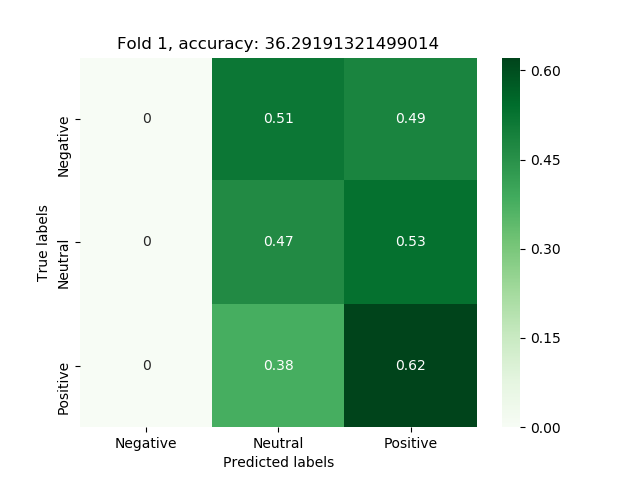 Fold 1, accuracy: 36.29191321499014
True labels
Negative
0
0.51
0.49
Neutral
0
0.47
0.53
Positive
0
0.38
0.62
Negative Neutral Positive
Predicted labels
0.60
0.45
0.30
0.15
0.00